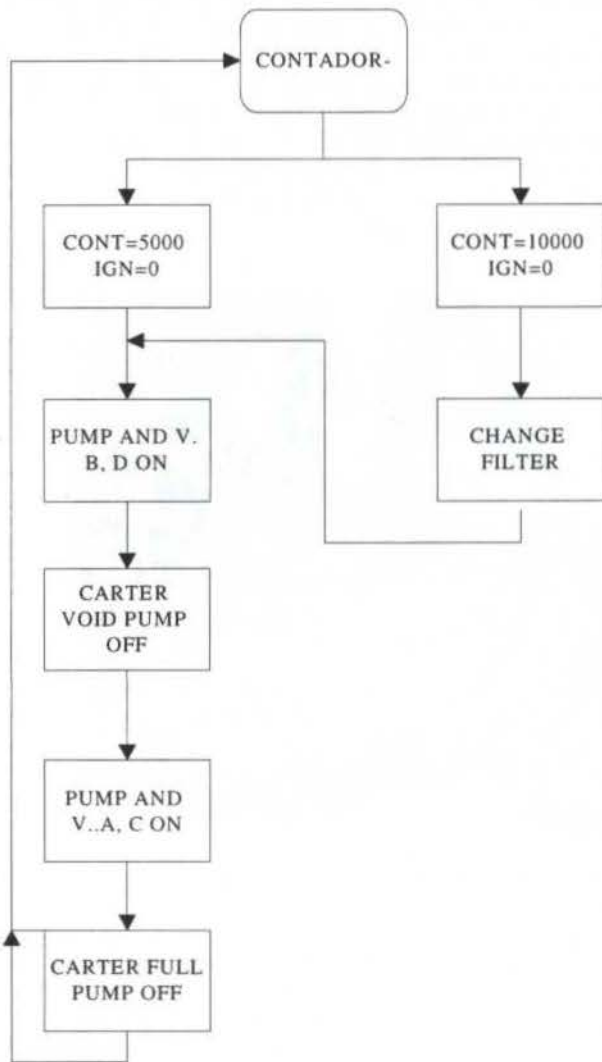 CONTADOR-
CONT=5000
IGN=0
CONT=10000
IGN=0
PUMP AND V.
B, D ON
CHANGE
FILTER
CARTER
VOID PUMP
OFF
PUMP AND
V..A, C ON
CARTER FULL
PUMP OFF